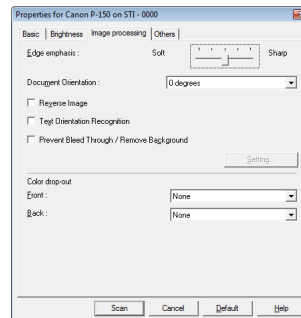 Properties for Canon P-150 on STI - 0000
Basic Brightness Image processing Others
Edge emphasis : Soft Sharp
Document Orientation : 0 degrees
Reverse Image
Text Orientation Recognition
Prevent Bleed Through / Remove Background
Setting...
Color drop-out
Front : None
Back : None
Scan Cancel Default Help